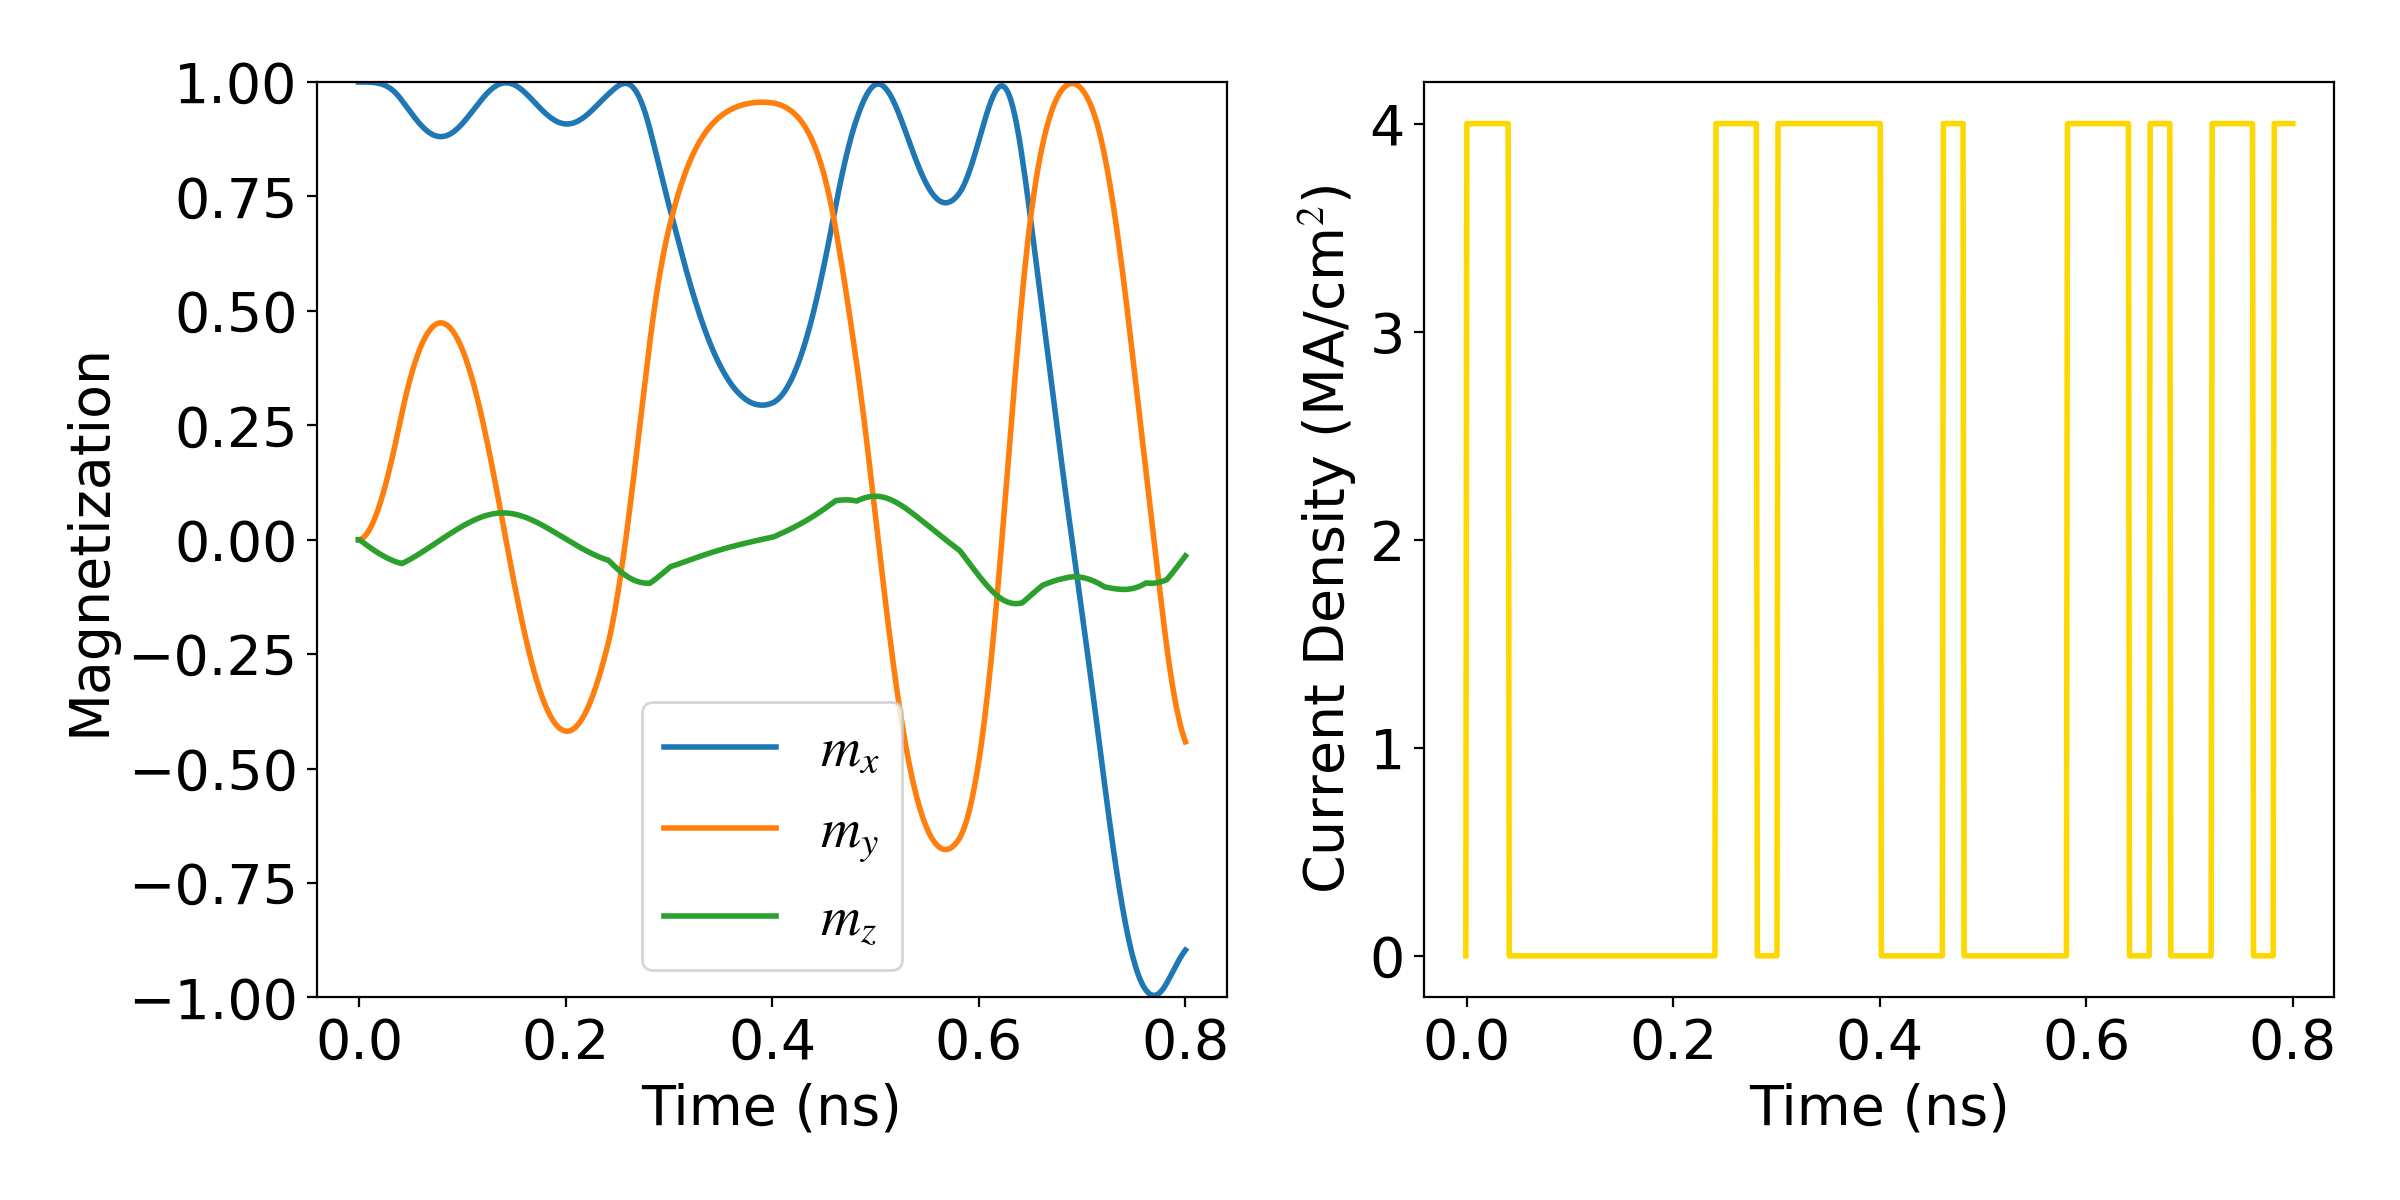 1.00
0.75
0.50
0.25
0.00
−0.25
−0.50
−0.75
−1.00
Magnetization
0.0 0.2 0.4 0.6 0.8
Time (ns)
m_x
m_y
m_z
4
3
2
1
0
Current Density (MA/cm²)
0.0 0.2 0.4 0.6 0.8
Time (ns)